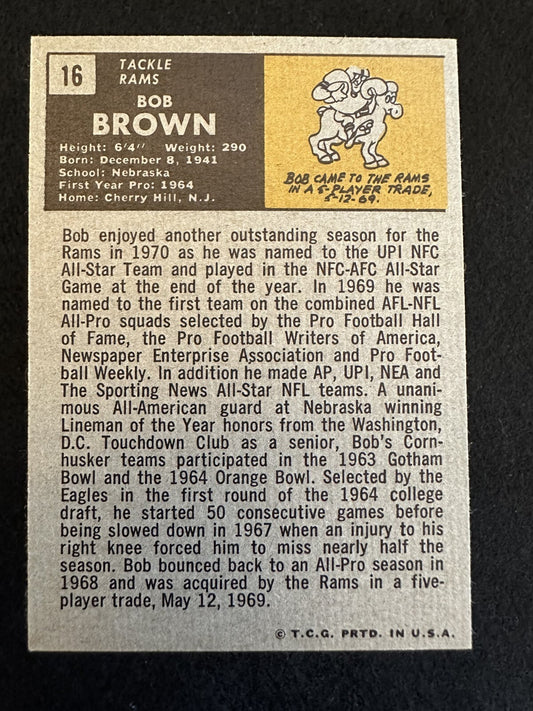 16
TACKLE
RAMS
BOB
BROWN
Height: 6'4" Weight: 290
Born: December 8, 1941
School: Nebraska
First Year Pro: 1964
Home: Cherry Hill, N.J.
BOB CAME TO THE RAMS
IN A 5-PLAYER TRADE,
5-12-69.
Bob enjoyed another outstanding season for the
Rams in 1970 as he was named to the UPI NFC
All-Star Team and played in the NFC-AFC All-Star
Game at the end of the year. In 1969 he was
named to the first team on the combined AFL-NFL
All-Pro squads selected by the Pro Football Hall
of Fame, the Pro Football Writers of America,
Newspaper Enterprise Association and Pro Foot-
ball Weekly. In addition he made AP, UPI, NEA and
The Sporting News All-Star NFL teams. A unani-
mous All-American guard at Nebraska winning
Lineman of the Year honors from the Washington,
D.C. Touchdown Club as a senior, Bob's Corn-
husker teams participated in the 1963 Gotham
Bowl and the 1964 Orange Bowl. Selected by the
Eagles in the first round of the 1964 college
draft, he started 50 consecutive games before
being slowed down in 1967 when an injury to his
right knee forced him to miss nearly half the
season. Bob bounced back to an All-Pro season in
1968 and was acquired by the Rams in a five-
player trade, May 12, 1969.
© T.C.G. PRTD. IN U.S.A.